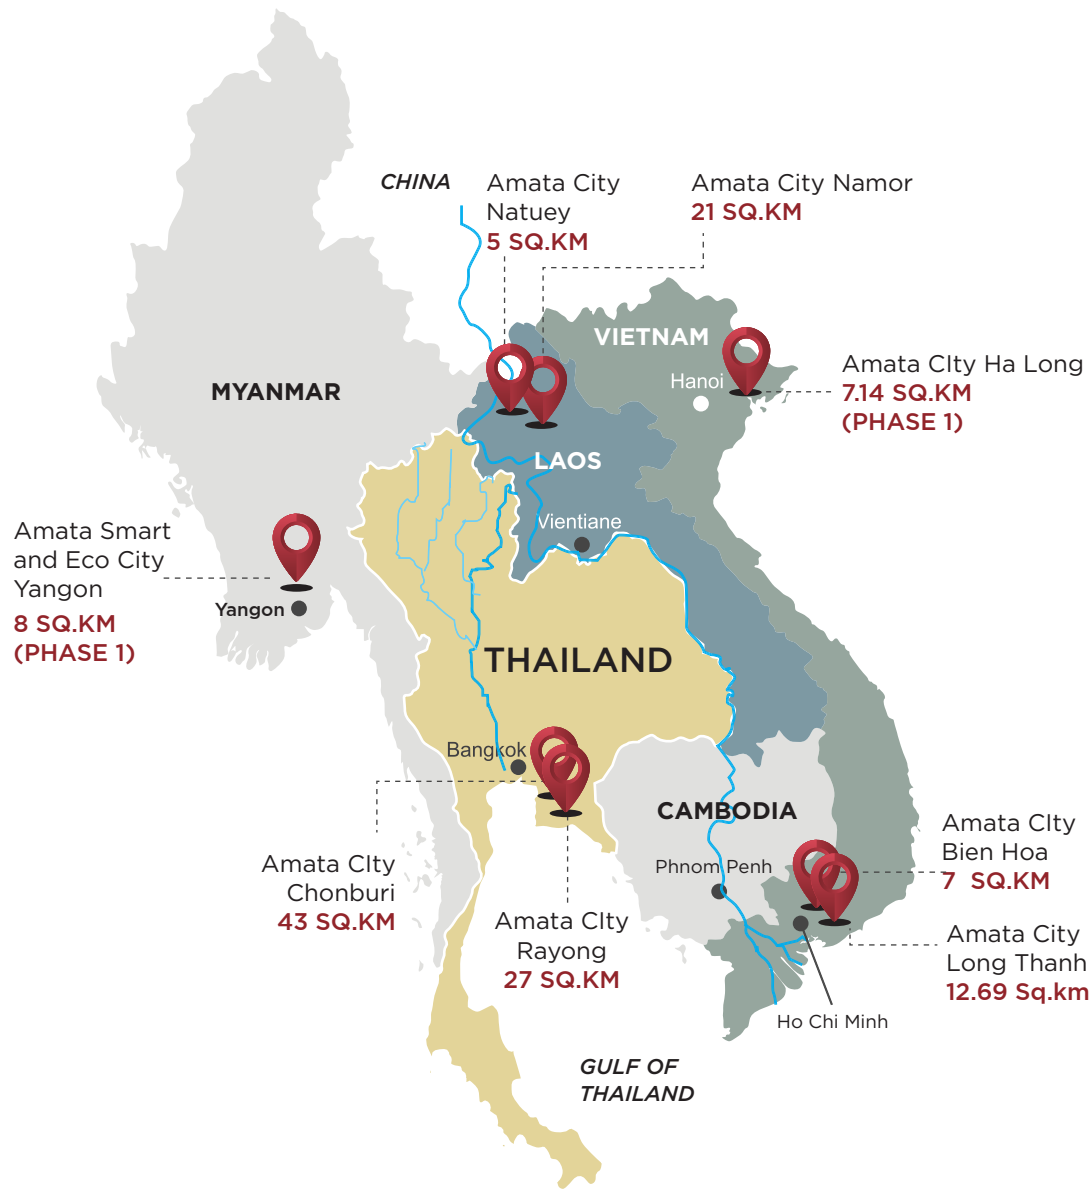 CHINA
Amata City
Natuey
5 SQ.KM
Amata City Namor
21 SQ.KM
VIETNAM
Hanoi
Amata CIty Ha Long
7.14 SQ.KM
(PHASE 1)
MYANMAR
LAOS
Vientiane
Amata Smart
and Eco City
Yangon
8 SQ.KM
(PHASE 1)
Yangon
THAILAND
Bangkok
CAMBODIA
Phnom Penh
Amata CIty
Chonburi
43 SQ.KM
Amata CIty
Rayong
27 SQ.KM
Amata CIty
Bien Hoa
7 SQ.KM
Amata City
Long Thanh
12.69 Sq.km
Ho Chi Minh
GULF OF
THAILAND